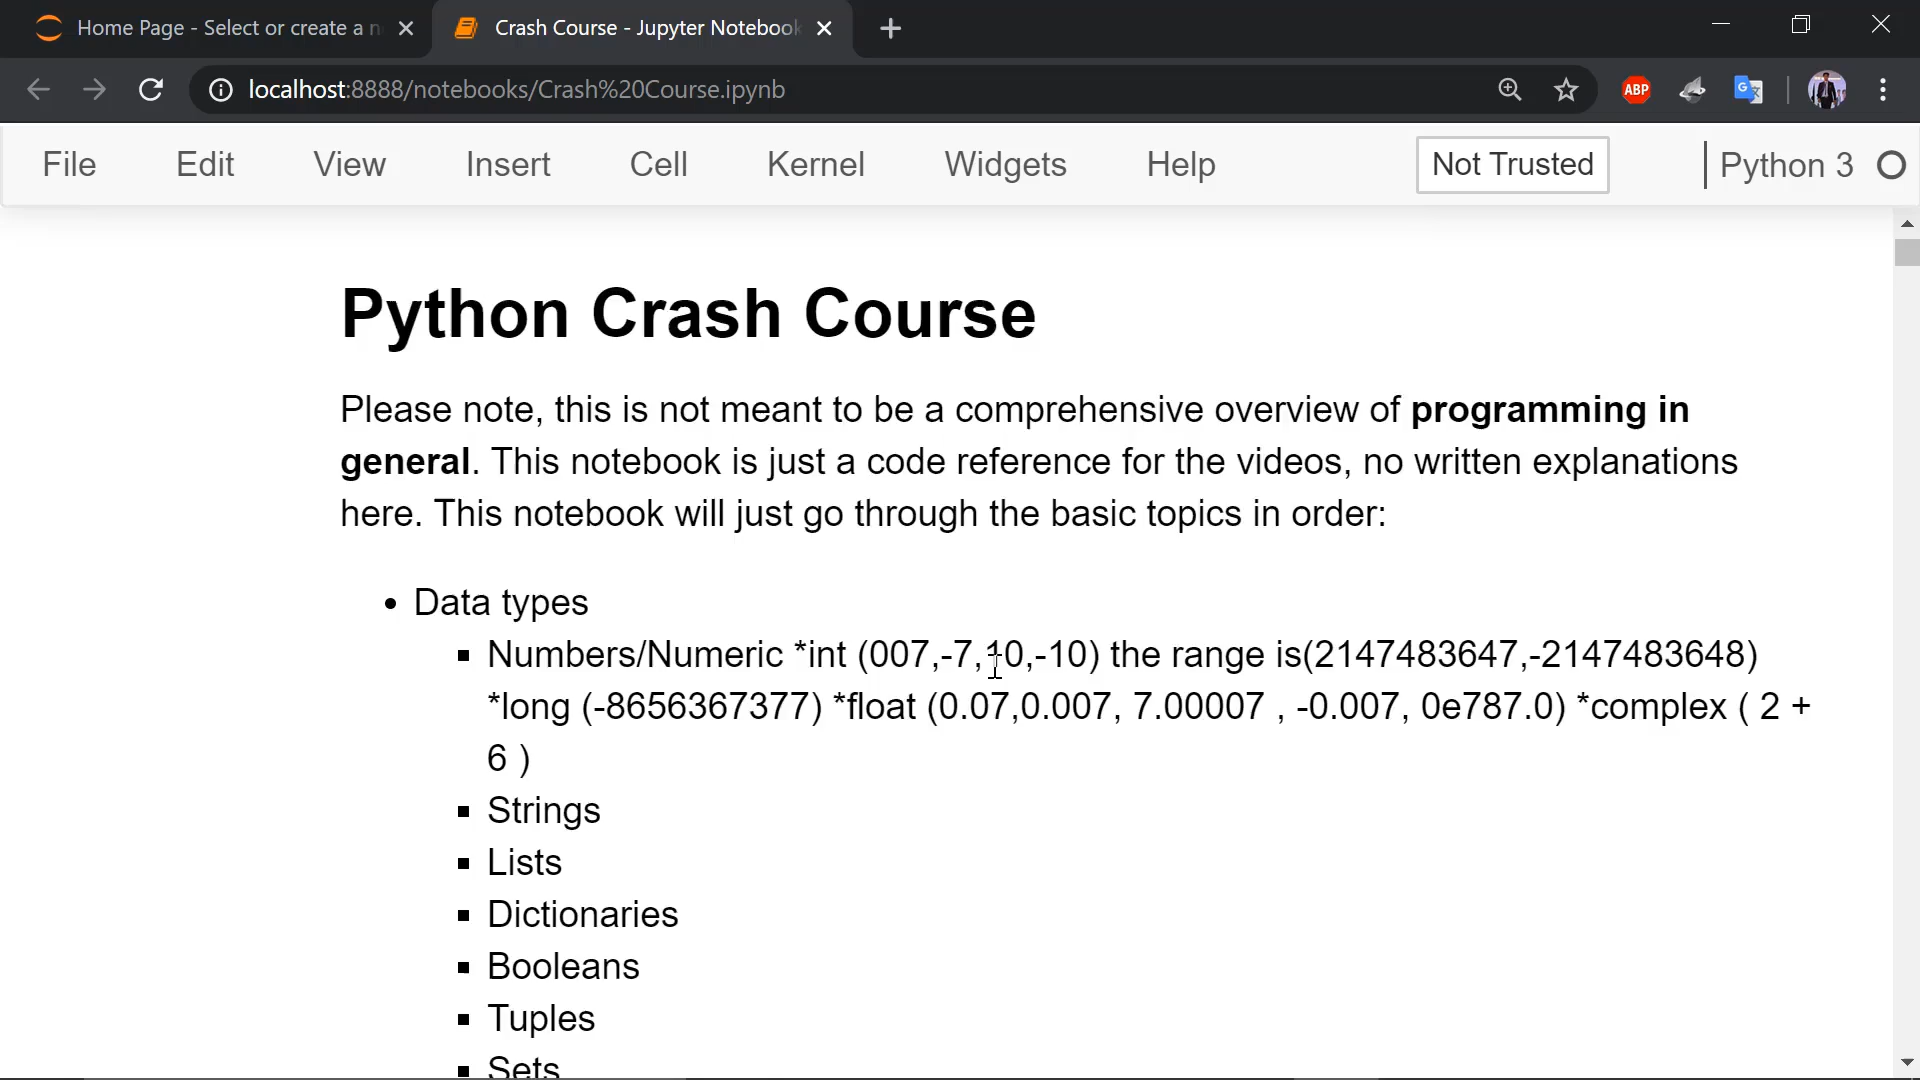 Home Page - Select or create a n
Crash Course - Jupyter Notebook
localhost:8888/notebooks/Crash%20Course.ipynb
ABP
File Edit View Insert Cell Kernel Widgets Help Not Trusted Python 3
Python Crash Course
Please note, this is not meant to be a comprehensive overview of programming in
general. This notebook is just a code reference for the videos, no written explanations
here. This notebook will just go through the basic topics in order:
• Data types
▪ Numbers/Numeric *int (007,-7,10,-10) the range is(2147483647,-2147483648)
*long (-8656367377) *float (0.07,0.007, 7.00007 , -0.007, 0e787.0) *complex ( 2 +
6 )
▪ Strings
▪ Lists
▪ Dictionaries
▪ Booleans
▪ Tuples
▪ Sets